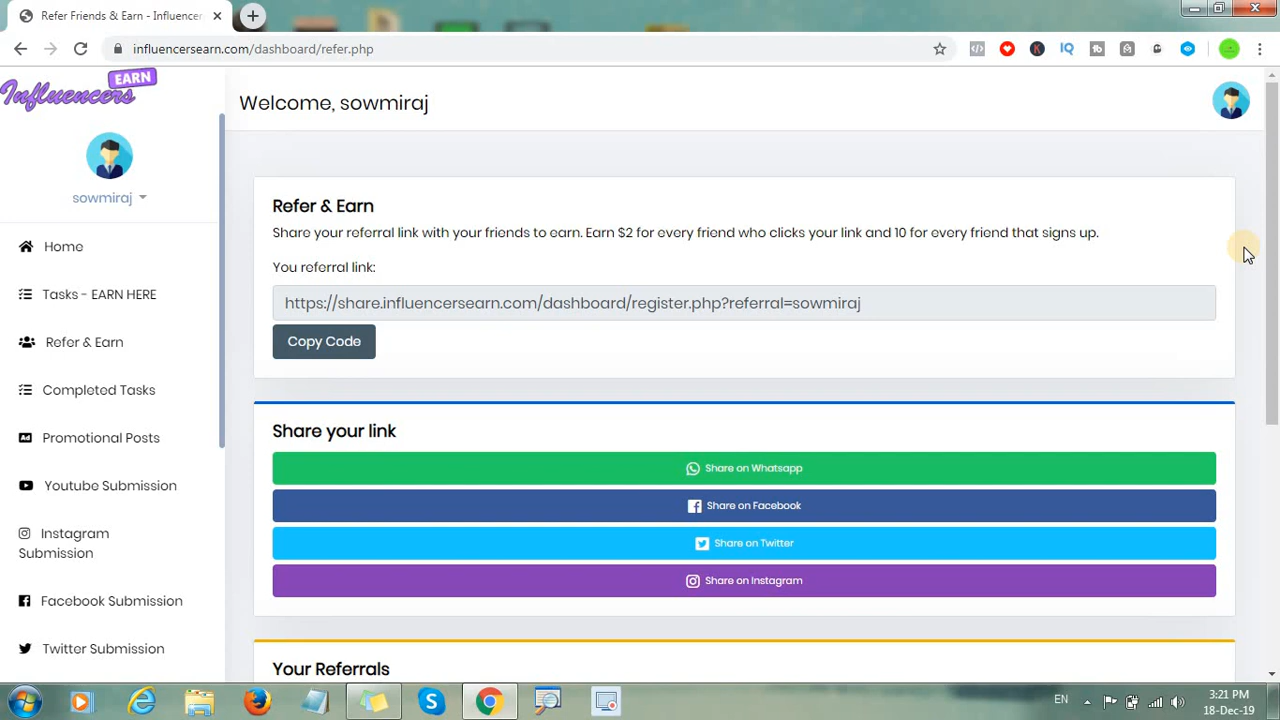 Refer Friends & Earn - Influencer
influencersearn.com/dashboard/refer.php
IQ
EARN
Influencers
Welcome, sowmiraj
sowmiraj
Home
Tasks - EARN HERE
Refer & Earn
Completed Tasks
Ad Promotional Posts
Youtube Submission
Instagram
Submission
Facebook Submission
Twitter Submission
Refer & Earn
Share your referral link with your friends to earn. Earn $2 for every friend who clicks your link and 10 for every friend that signs up.
You referral link:
https://share.influencersearn.com/dashboard/register.php?referral=sowmiraj
Copy Code
Share your link
Share on Whatsapp
Share on Facebook
Share on Twitter
Share on Instagram
Your Referrals
EN
3:21 PM
18-Dec-19